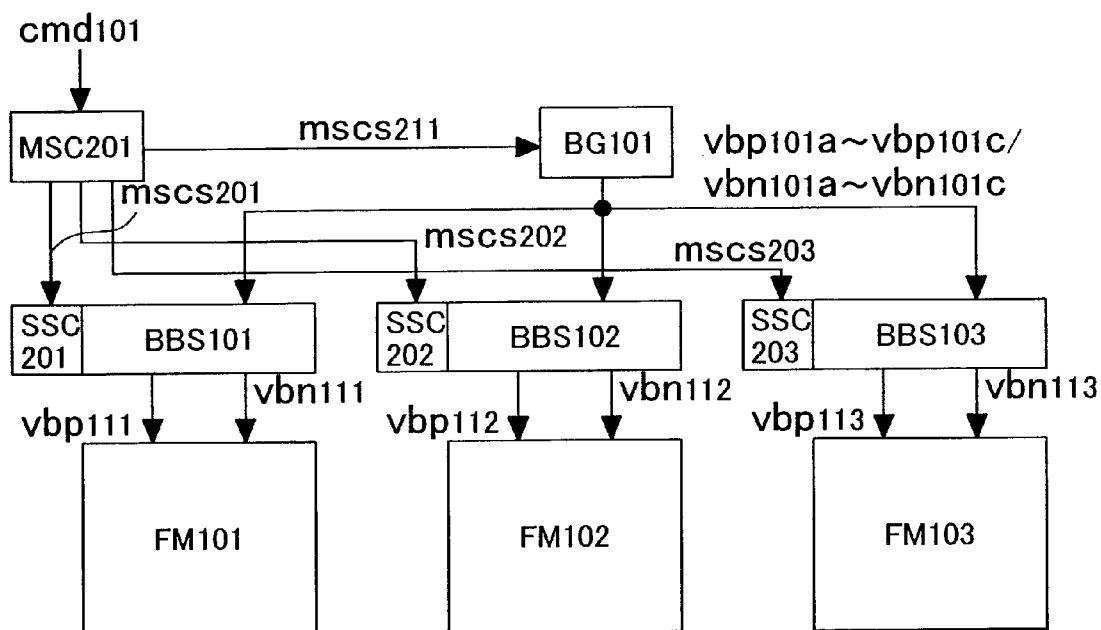 cmd101
MSC201
mscs211
BG101
vbp101a~vbp101c/
vbn101a~vbn101c
mscs201
mscs202
mscs203
SSC
201
BBS101
SSC
202
BBS102
SSC
203
BBS103
vbp111
vbn111
vbp112
vbn112
vbp113
vbn113
FM101
FM102
FM103